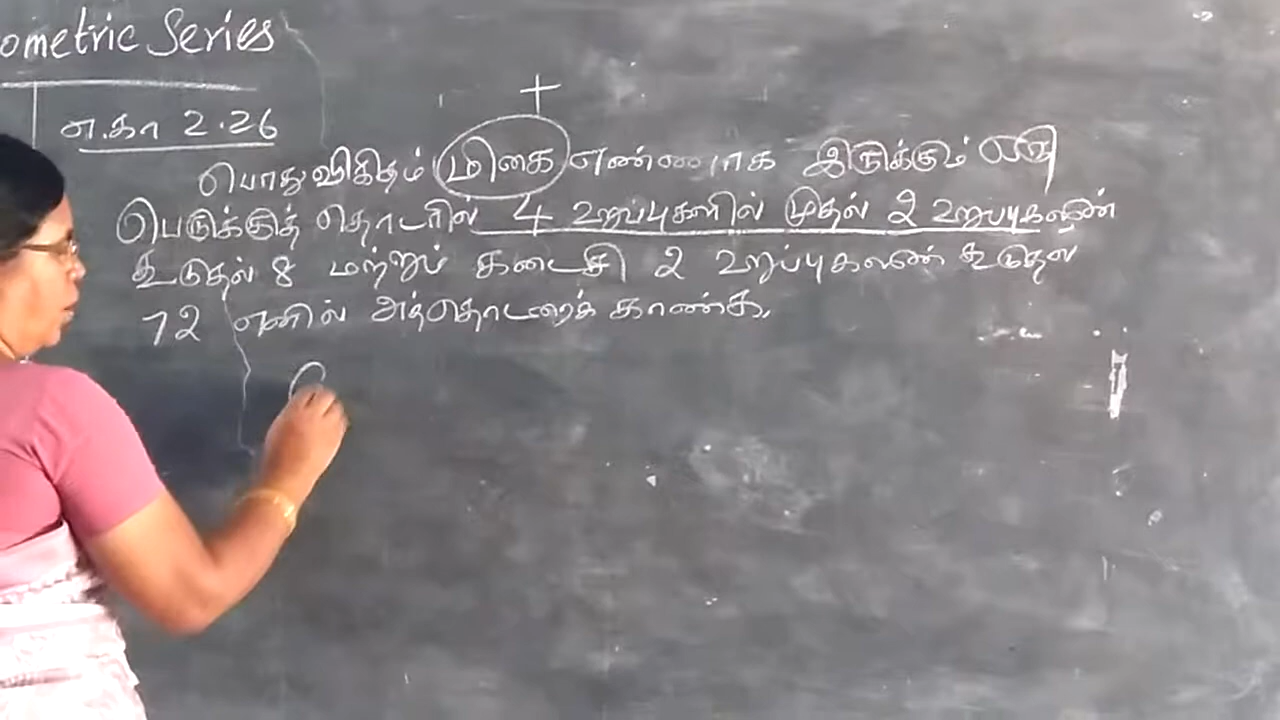 ometric Series
எ.கா 2.26
+
பொதுவிகிதம் மிகை எண்ணாக இருக்கும் ஒரு
பெருக்குத் தொடரில் 4 உறுப்புகளில் முதல் 2 உறுப்புகளின்
கூடுதல் 8 மற்றும் கடைசி 2 உறுப்புகளின் கூடுதல்
72 எனில் அத்தொடரைக் காண்க.